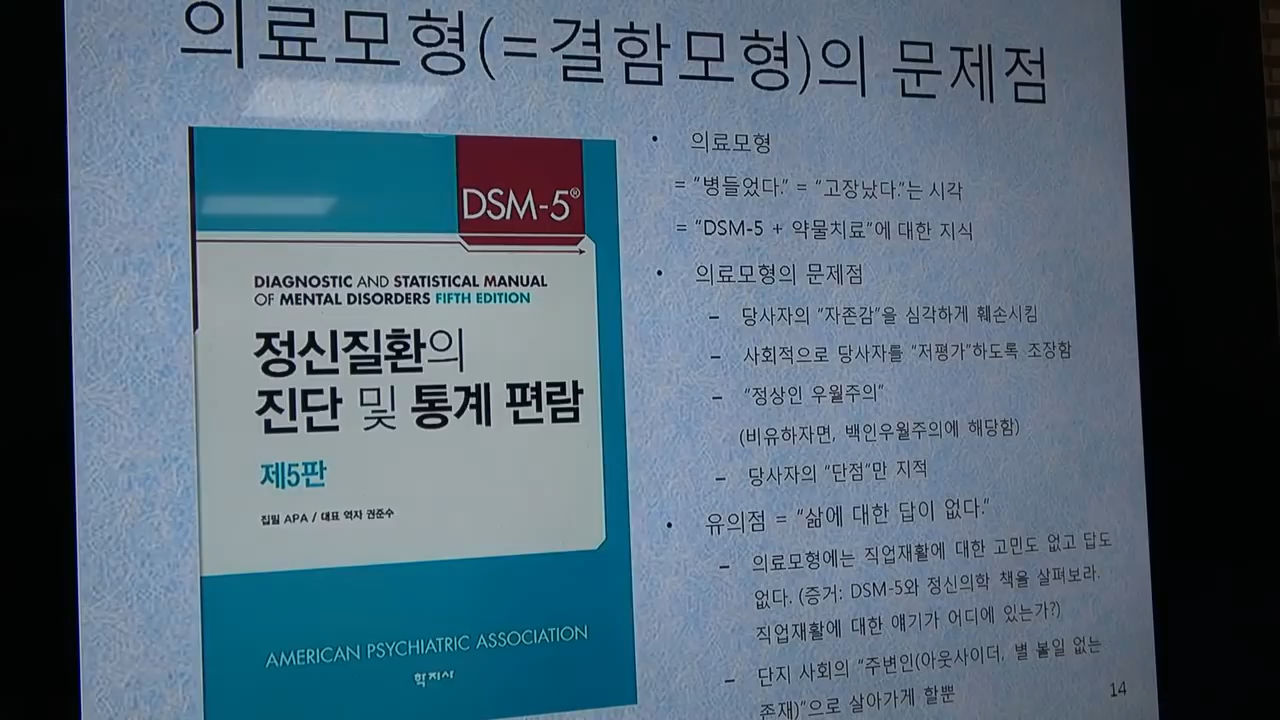 의료모형(=결함모형)의 문제점
DSM-5®
DIAGNOSTIC AND STATISTICAL MANUAL
OF MENTAL DISORDERS FIFTH EDITION
정신질환의
진단 및 통계 편람
제5판
집필 APA / 대표 역자 권준수
AMERICAN PSYCHIATRIC ASSOCIATION
학지사
• 의료모형
= "병들었다." = "고장났다."는 시각
= "DSM-5 + 약물치료"에 대한 지식
• 의료모형의 문제점
– 당사자의 "자존감"을 심각하게 훼손시킴
– 사회적으로 당사자를 "저평가"하도록 조장함
– "정상인 우월주의"
(비유하자면, 백인우월주의에 해당함)
– 당사자의 "단점"만 지적
• 유의점 = "삶에 대한 답이 없다."
– 의료모형에는 직업재활에 대한 고민도 없고 답도
없다. (증거: DSM-5와 정신의학 책을 살펴보라.
직업재활에 대한 얘기가 어디에 있는가?)
– 단지 사회의 "주변인(아웃사이더, 별 볼일 없는
존재)"으로 살아가게 할뿐
14